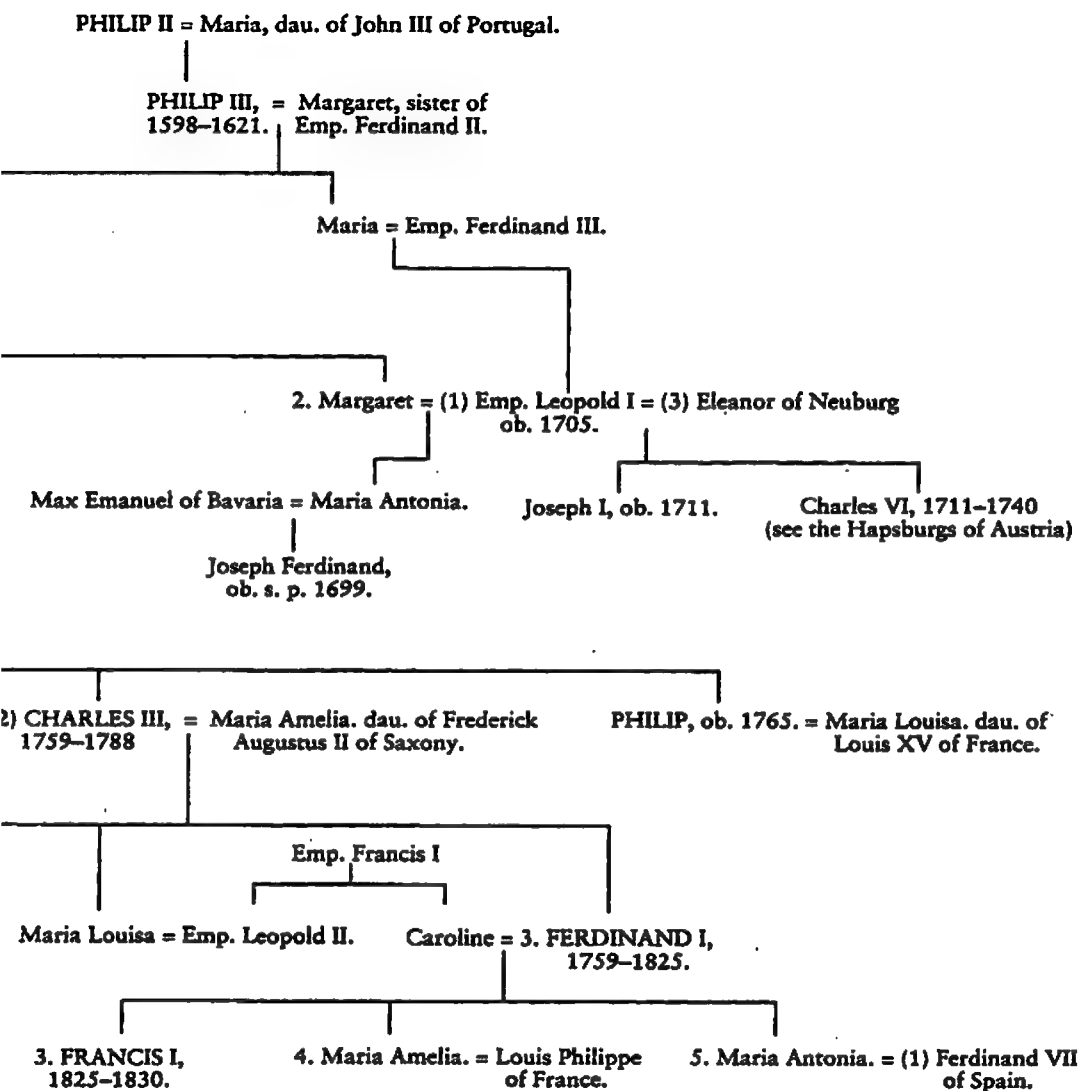 PHILIP II = Maria, dau. of John III of Portugal.
PHILIP III, = Margaret, sister of
1598–1621. Emp. Ferdinand II.
Maria = Emp. Ferdinand III.
2. Margaret = (1) Emp. Leopold I = (3) Eleanor of Neuburg
ob. 1705.
Max Emanuel of Bavaria = Maria Antonia.
Joseph I, ob. 1711.
Charles VI, 1711–1740
(see the Hapsburgs of Austria)
Joseph Ferdinand,
ob. s. p. 1699.
2) CHARLES III, = Maria Amelia. dau. of Frederick
1759–1788 Augustus II of Saxony.
PHILIP, ob. 1765. = Maria Louisa. dau. of
Louis XV of France.
Emp. Francis I
Maria Louisa = Emp. Leopold II.
Caroline = 3. FERDINAND I,
1759–1825.
3. FRANCIS I,
1825–1830.
4. Maria Amelia. = Louis Philippe
of France.
5. Maria Antonia. = (1) Ferdinand VII
of Spain.